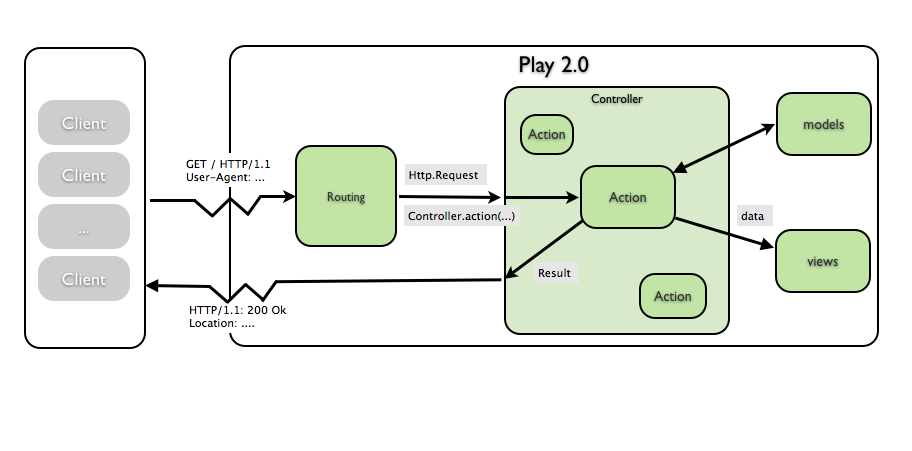 Play 2.0
Controller
Client
Client
...
Client
GET / HTTP/1.1
User-Agent: ...
Routing
Http.Request
Controller.action(...)
Action
Action
Action
models
data
views
Result
HTTP/1.1: 200 Ok
Location: ....